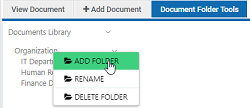 View Document + Add Document Document Folder Tools
Documents Library
Organization
IT Depar ADD FOLDER
Human Re RENAME
Finance D DELETE FOLDER